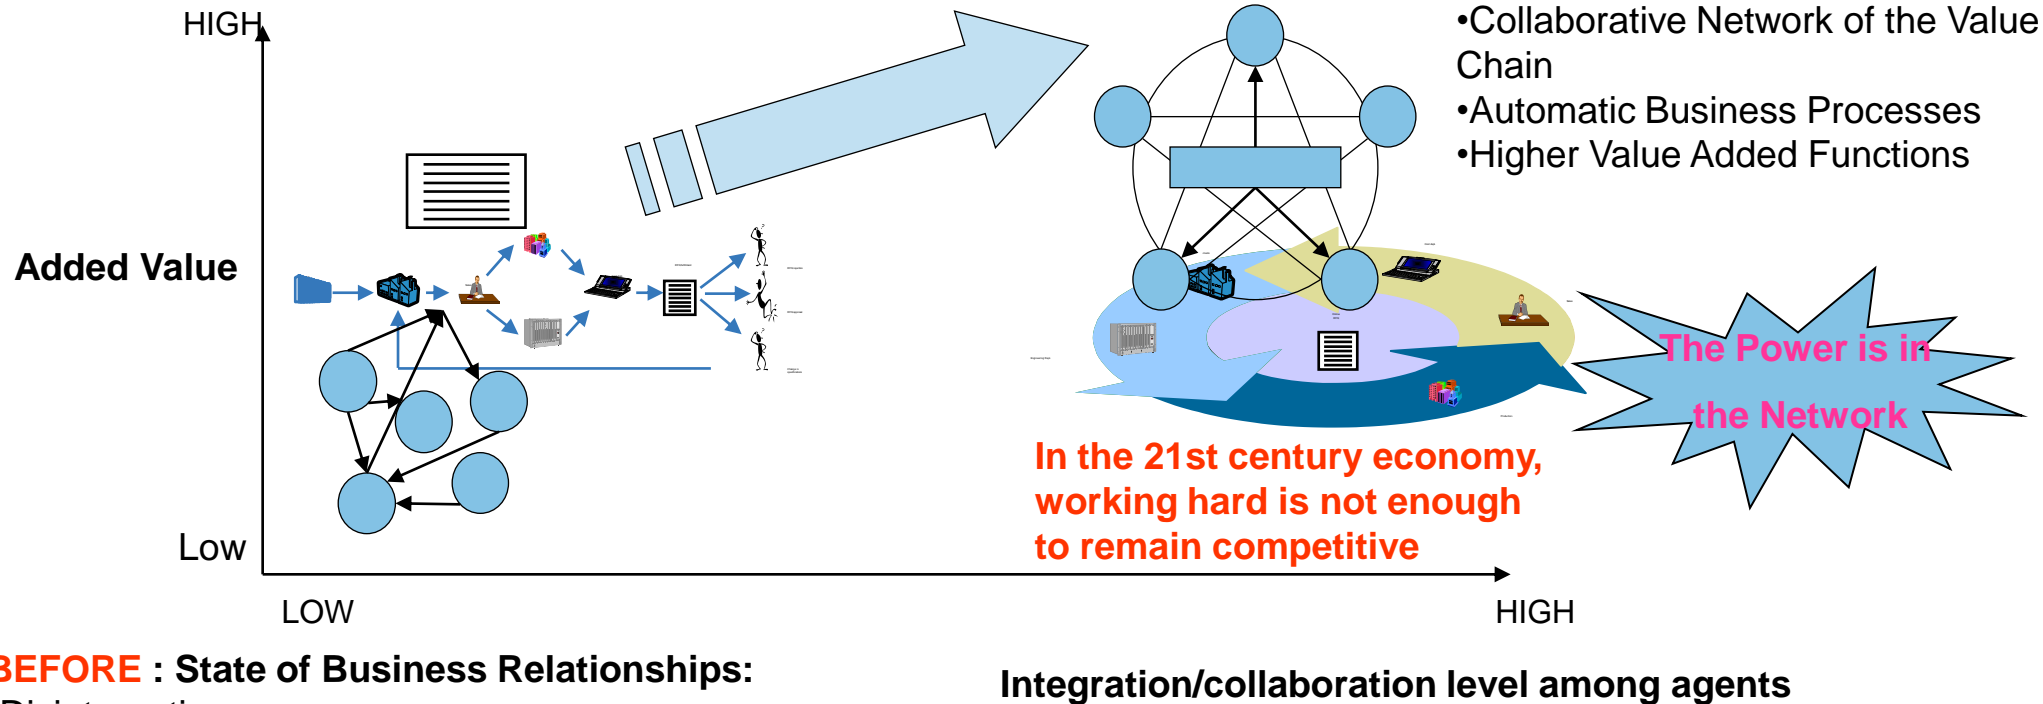 HIGH
•Collaborative Network of the Value
Chain
•Automatic Business Processes
•Higher Value Added Functions
Added Value
The Power is in
the Network
In the 21st century economy,
working hard is not enough
to remain competitive
Low
LOW
HIGH
BEFORE : State of Business Relationships:
Integration/collaboration level among agents